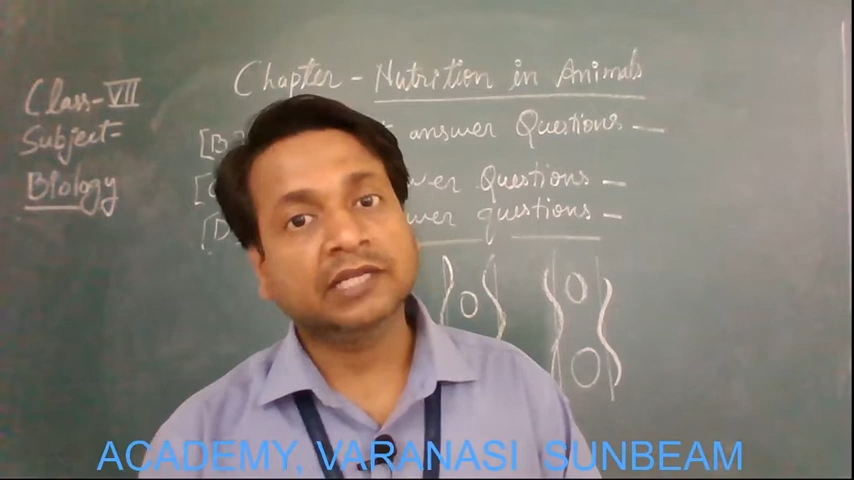 Chapter - Nutrition in Animals
Class - VII
Subject -
Biology
[B answer Questions -
Questions -
[D questions -
ACADEMY, VARANASI SUNBEAM